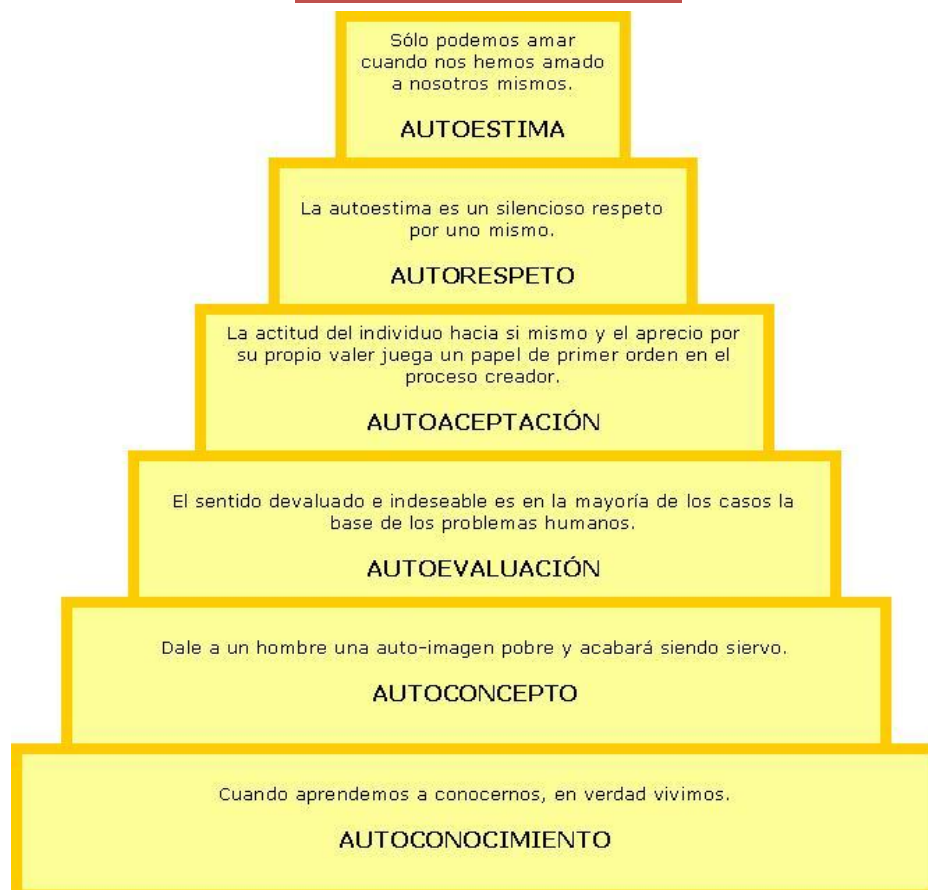 Sólo podemos amar
cuando nos hemos amado
a nosotros mismos.
AUTOESTIMA
La autoestima es un silencioso respeto
por uno mismo.
AUTORESPETO
La actitud del individuo hacia si mismo y el aprecio por
su propio valer juega un papel de primer orden en el
proceso creador.
AUTOACEPTACIÓN
El sentido devaluado e indeseable es en la mayoría de los casos la
base de los problemas humanos.
AUTOEVALUACIÓN
Dale a un hombre una auto-imagen pobre y acabará siendo siervo.
AUTOCONCEPTO
Cuando aprendemos a conocernos, en verdad vivimos.
AUTOCONOCIMIENTO